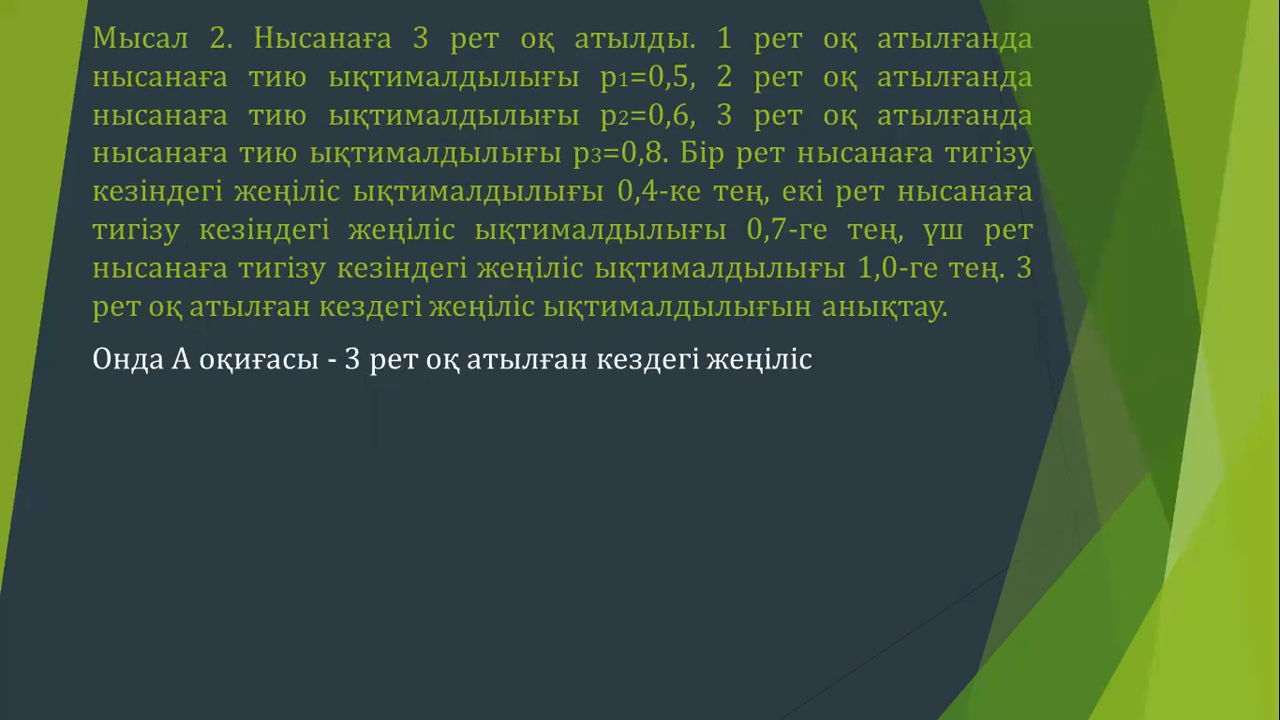 Мысал 2. Нысанаға 3 рет оқ атылды. 1 рет оқ атылғанда
нысанаға тию ықтималдылығы p1=0,5, 2 рет оқ атылғанда
нысанаға тию ықтималдылығы p2=0,6, 3 рет оқ атылғанда
нысанаға тию ықтималдылығы p3=0,8. Бір рет нысанаға тигізу
кезіндегі жеңіліс ықтималдылығы 0,4-ке тең, екі рет нысанаға
тигізу кезіндегі жеңіліс ықтималдылығы 0,7-ге тең, үш рет
нысанаға тигізу кезіндегі жеңіліс ықтималдылығы 1,0-ге тең. 3
рет оқ атылған кездегі жеңіліс ықтималдылығын анықтау.
Онда А оқиғасы - 3 рет оқ атылған кездегі жеңіліс